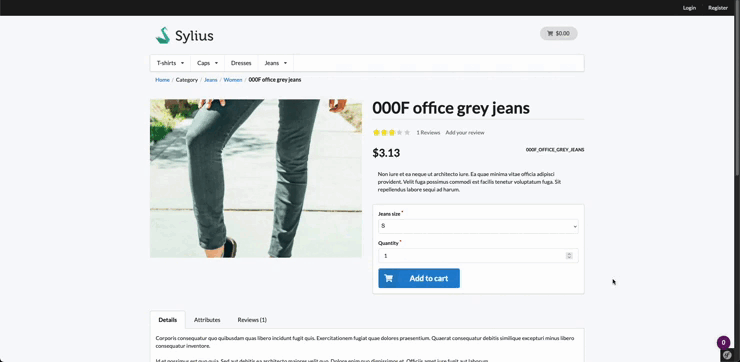 Login Register
Sylius
$0.00
T-shirts Caps Dresses Jeans
Home / Category / Jeans / Women / 000F office grey jeans
000F office grey jeans
1 Reviews Add your review
$3.13
000F_OFFICE_GREY_JEANS
Non iure et ea neque ut architecto iure. Ea quae minima vitae officia adipisci
provident. Velit fuga possimus commodi est facilis tenetur voluptatum fuga. Sit
repellendus labore sequi ad harum.
Jeans size *
S
Quantity *
1
Add to cart
0
Details Attributes Reviews (1)
Corporis consequatur quo quibusdam quas libero incidunt fugit quis. Exercitationem fugiat quae dolores praesentium. Quaerat consequatur debitis similique excepturi minus libero
consequatur inventore.